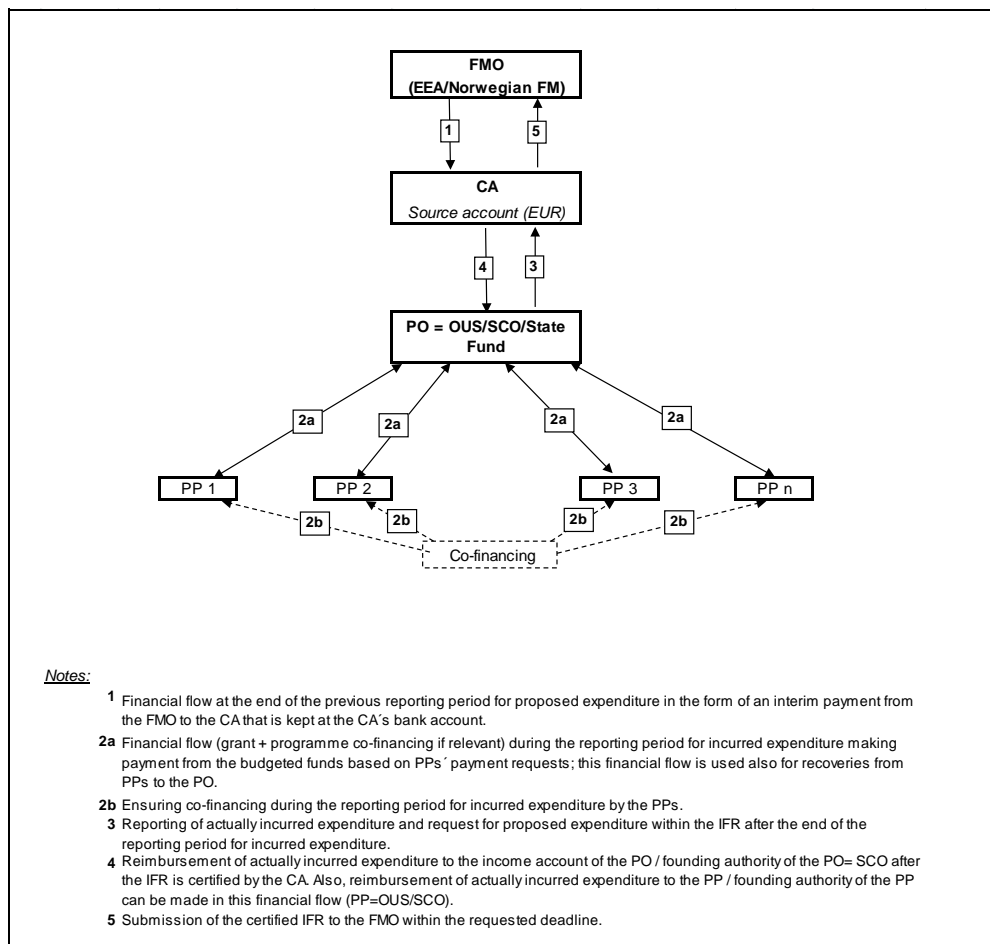 FMO
(EEA/Norwegian FM)
1
5
CA
Source account (EUR)
4
3
PO = OUS/SCO/State
Fund
2a
2a
2a
2a
PP 1
PP 2
PP 3
PP n
2b
2b
2b
2b
Co-financing
Notes:
1 Financial flow at the end of the previous reporting period for proposed expenditure in the form of an interim payment from
the FMO to the CA that is kept at the CA´s bank account.
2a Financial flow (grant + programme co-financing if relevant) during the reporting period for incurred expenditure making
payment from the budgeted funds based on PPs´ payment requests; this financial flow is used also for recoveries from
PPs to the PO.
2b Ensuring co-financing during the reporting period for incurred expenditure by the PPs.
3 Reporting of actually incurred expenditure and request for proposed expenditure within the IFR after the end of the
reporting period for incurred expenditure.
4 Reimbursement of actually incurred expenditure to the income account of the PO / founding authority of the PO= SCO after
the IFR is certified by the CA. Also, reimbursement of actually incurred expenditure to the PP / founding authority of the PP
can be made in this financial flow (PP=OUS/SCO).
5 Submission of the certified IFR to the FMO within the requested deadline.